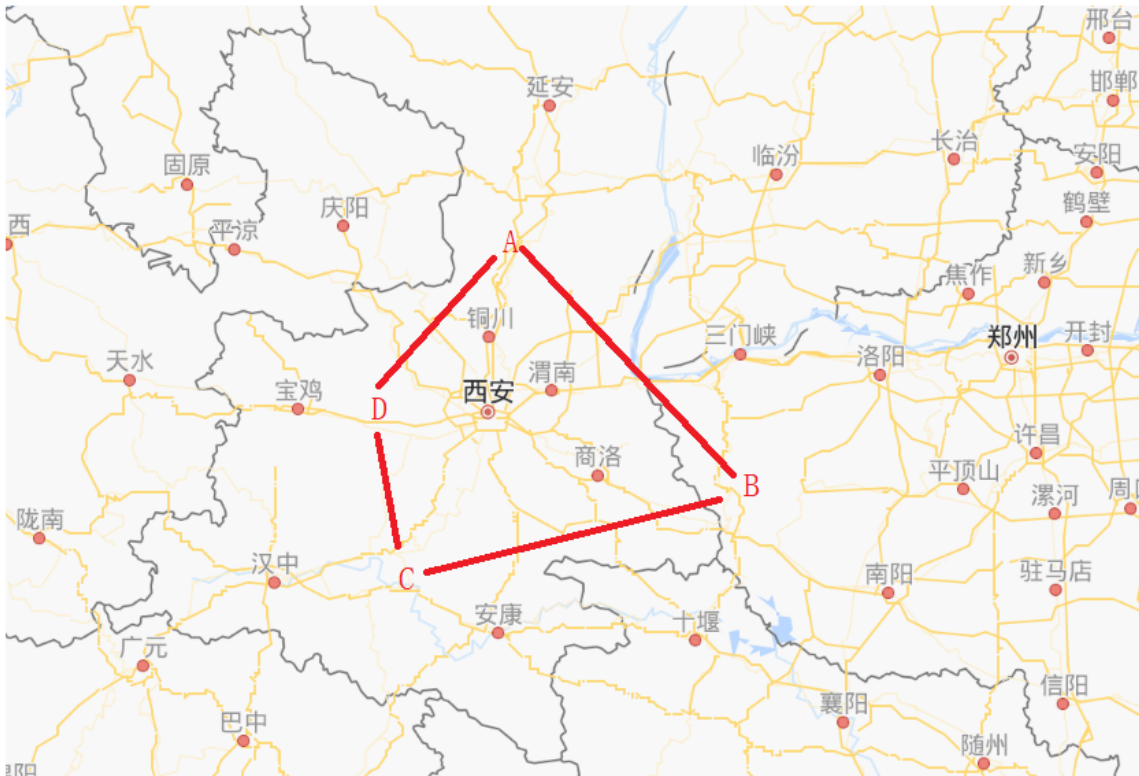 邢台
延安
邯郸
长治
临汾
安阳
固原
庆阳
鹤壁
西
平凉
A
新乡
焦作
铜川
三门峡
郑州
开封
天水
渭南
洛阳
宝鸡
西安
D
许昌
商洛
平顶山
B
漯河
周口
陇南
汉中
C
南阳
驻马店
安康
十堰
广元
信阳
襄阳
巴中
随州
阳